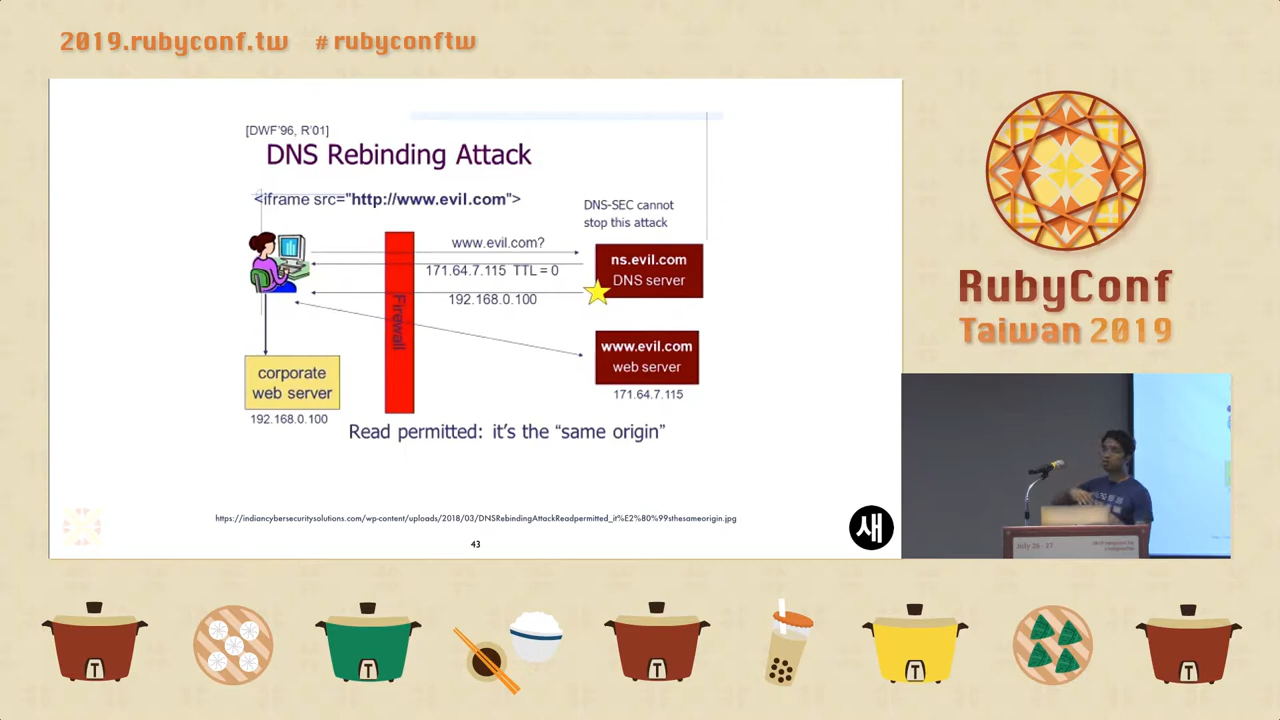 2019.rubyconf.tw #rubyconftw
[DWF'96, R'01]
DNS Rebinding Attack
<iframe src="http://www.evil.com">
DNS-SEC cannot
stop this attack
www.evil.com?
171.64.7.115 TTL = 0
192.168.0.100
ns.evil.com
DNS server
Firewall
www.evil.com
web server
171.64.7.115
corporate
web server
192.168.0.100
Read permitted: it's the "same origin"
https://indiancybersecuritysolutions.com/wp-content/uploads/2018/03/DNSRebindingAttackReadpermitted_it%E2%80%99sthesameorigin.jpg
43
새
RubyConf
Taiwan 2019
July 26 - 27
T
T
T
T
T